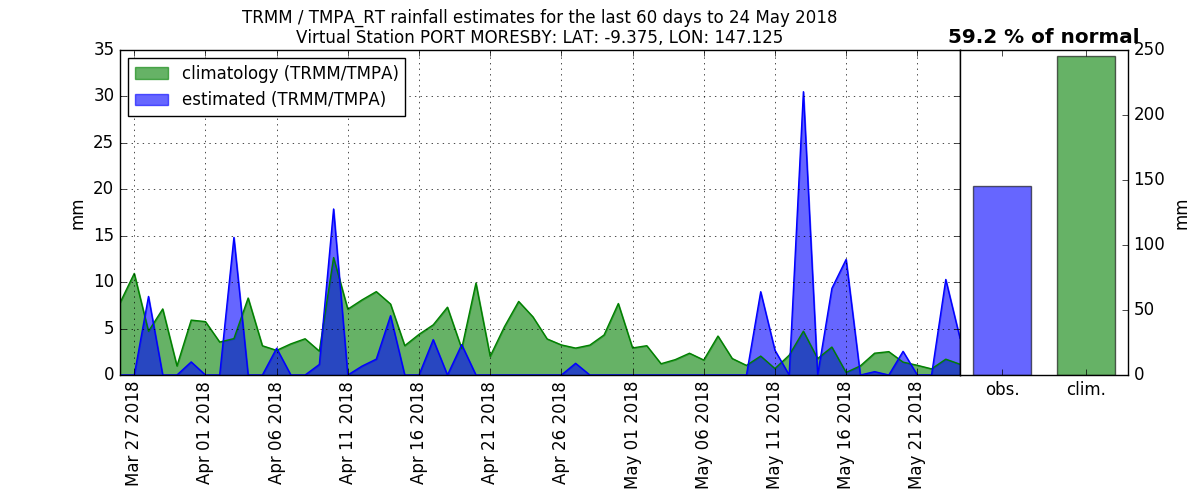 TRMM / TMPA_RT rainfall estimates for the last 60 days to 24 May 2018
Virtual Station PORT MORESBY: LAT: -9.375, LON: 147.125
59.2 % of normal
climatology (TRMM/TMPA)
estimated (TRMM/TMPA)
35
30
25
20
15
10
5
0
mm
Mar 27 2018
Apr 01 2018
Apr 06 2018
Apr 11 2018
Apr 16 2018
Apr 21 2018
Apr 26 2018
May 01 2018
May 06 2018
May 11 2018
May 16 2018
May 21 2018
obs.
clim.
250
200
150
100
50
0
mm